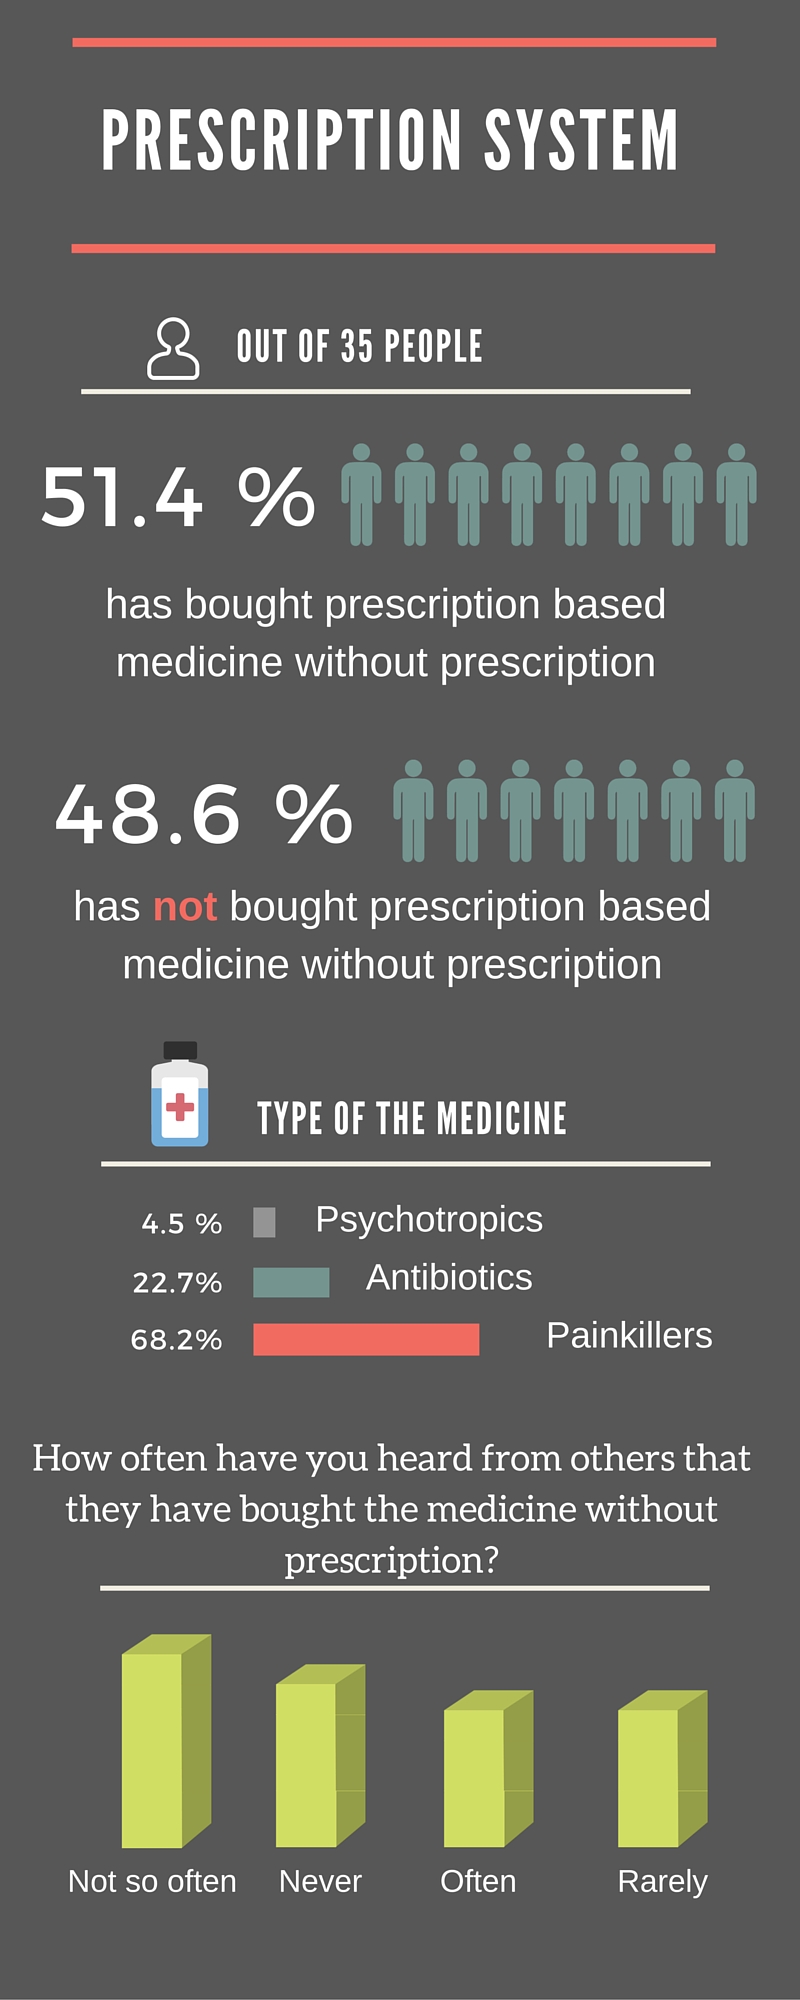 PRESCRIPTION SYSTEM
OUT OF 35 PEOPLE
51.4 %
has bought prescription based
medicine without prescription
48.6 %
has not bought prescription based
medicine without prescription
TYPE OF THE MEDICINE
4.5 % Psychotropics
22.7% Antibiotics
68.2% Painkillers
How often have you heard from others that
they have bought the medicine without
prescription?
Not so often Never Often Rarely